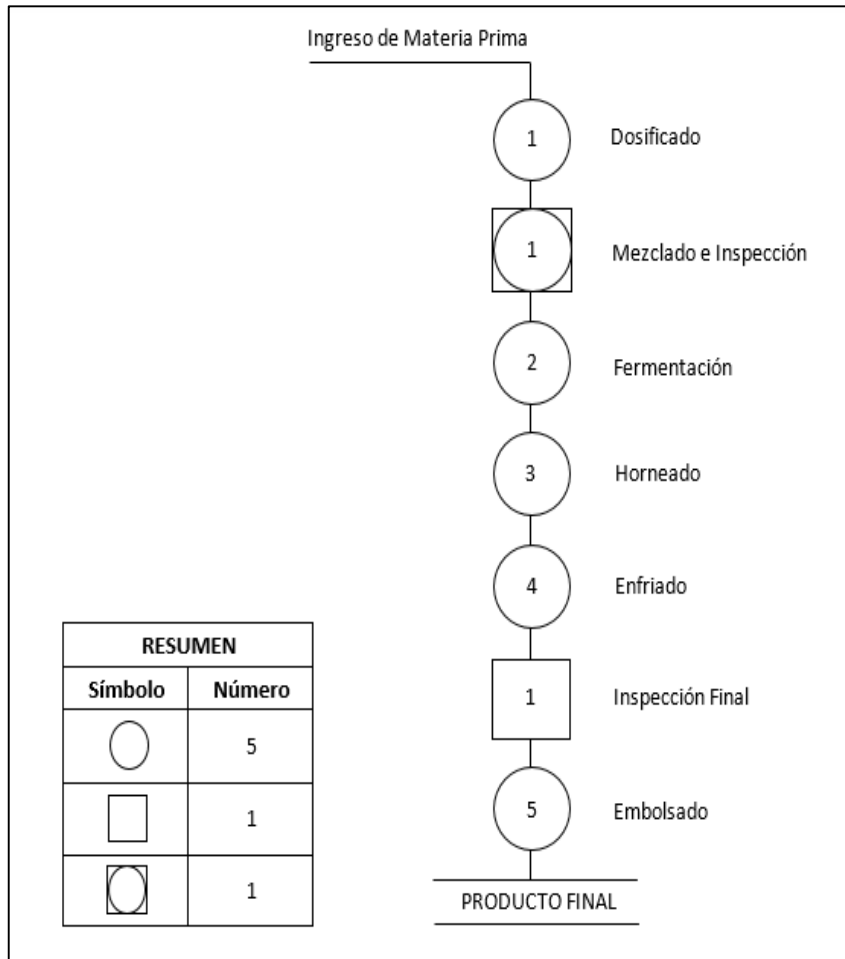 Ingreso de Materia Prima
1 Dosificado
1 Mezclado e Inspección
2 Fermentación
3 Horneado
4 Enfriado
1 Inspección Final
5 Embolsado
PRODUCTO FINAL
RESUMEN
Símbolo Número
5
1
1